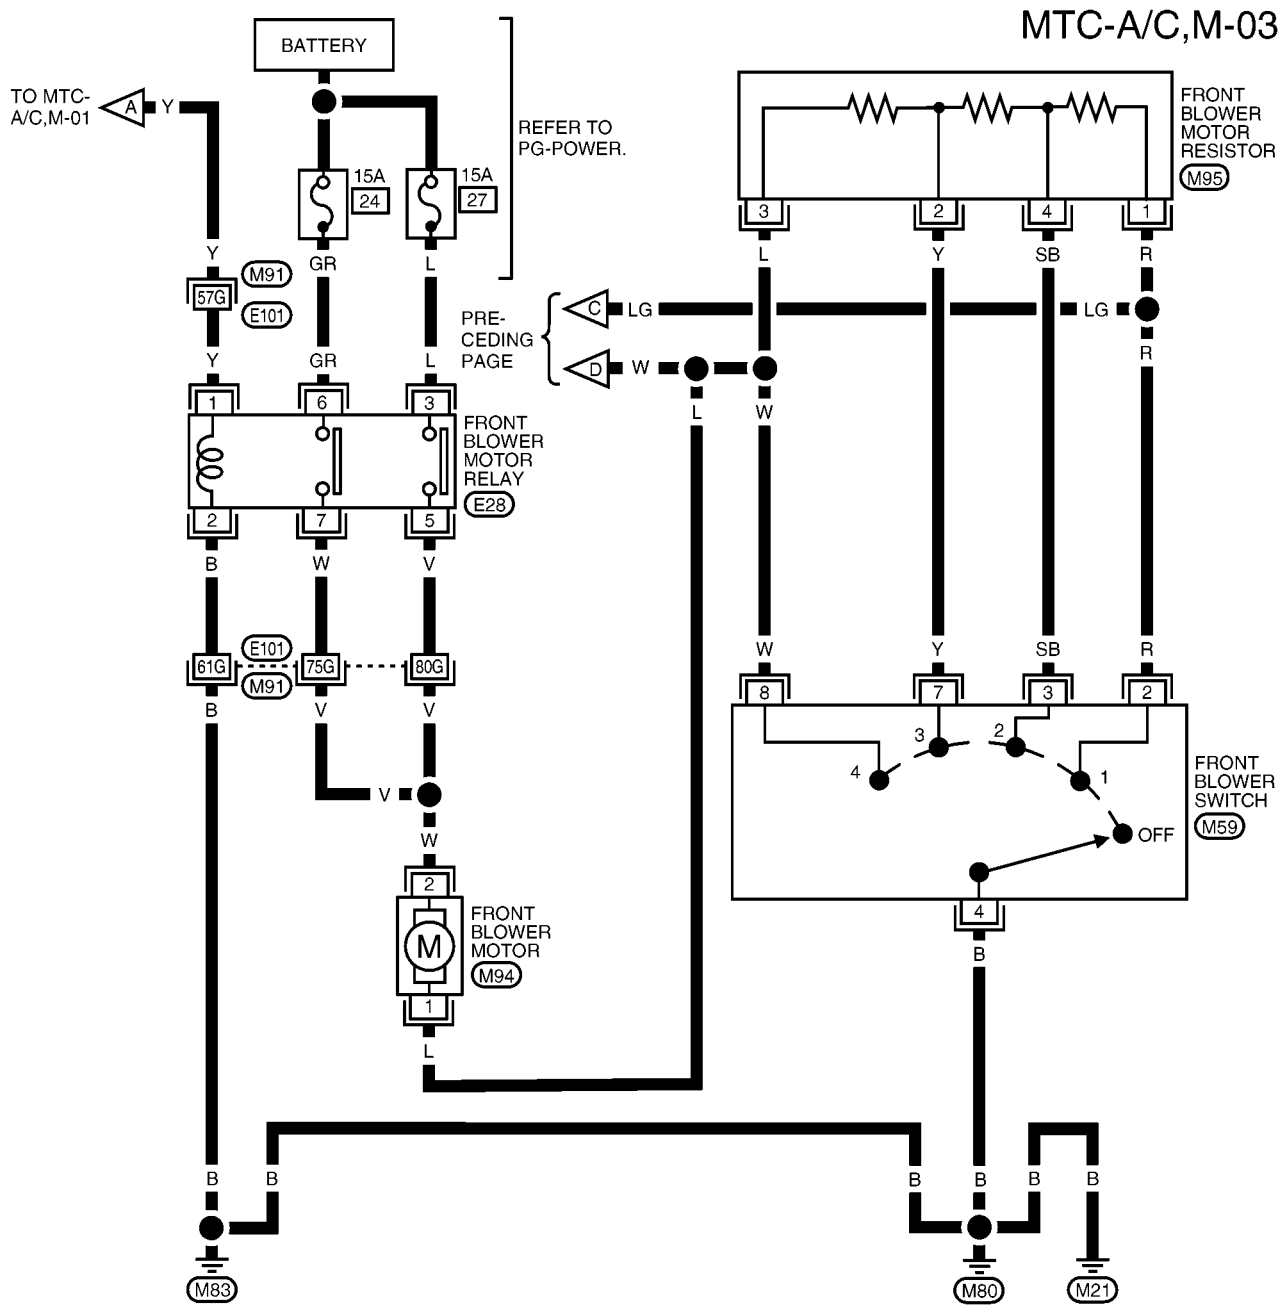 MTC-A/C,M-03
BATTERY
TO MTC-
A/C,M-01
A
Y
REFER TO
PG-POWER.
15A
24
15A
27
FRONT
BLOWER
MOTOR
RESISTOR
M95
3
2
4
1
Y
GR
L
L
Y
SB
R
M91
57G
E101
PRE-
CEDING
PAGE
C
LG
LG
D
W
R
Y
GR
L
L
W
1
6
3
FRONT
BLOWER
MOTOR
RELAY
E28
2
7
5
B
W
V
E101
61G
75G
80G
M91
B
V
V
W
Y
SB
R
8
7
3
2
4
3
2
1
OFF
FRONT
BLOWER
SWITCH
M59
4
B
V
W
2
FRONT
BLOWER
MOTOR
M
M94
1
L
B
B
B
B
B
B
M83
M80
M21